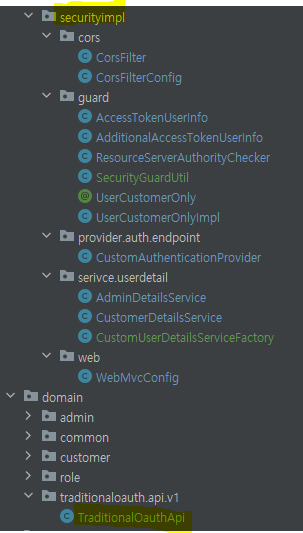 securityimpl
cors
CorsFilter
CorsFilterConfig
guard
AccessTokenUserInfo
AdditionalAccessTokenUserInfo
ResourceServerAuthorityChecker
SecurityGuardUtil
UserCustomerOnly
UserCustomerOnlyImpl
provider.auth.endpoint
CustomAuthenticationProvider
serivce.userdetail
AdminDetailsService
CustomerDetailsService
CustomUserDetailsServiceFactory
web
WebMvcConfig
domain
admin
common
customer
role
traditionaloauth.api.v1
TraditionalOauthApi